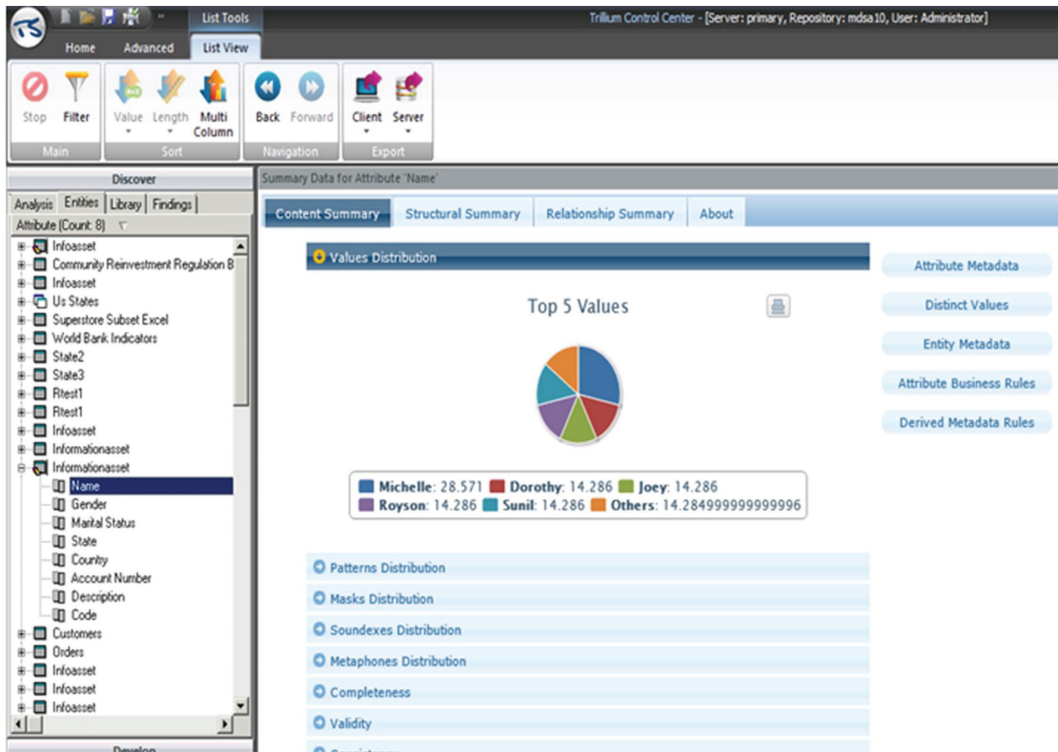 List Tools
Trillium Control Center - [Server: primary, Repository: mdsa10, User: Administrator]
Home Advanced List View
Stop Filter Value Length Multi Column Back Forward Client Server
Main Sort Navigation Export
Discover
Analysis Entities Library Findings
Attribute (Count: 8)
Infoasset
Community Reinvestment Regulation B
Infoasset
Us States
Superstore Subset Excel
World Bank Indicators
State2
State3
Rtest1
Rtest1
Infoasset
Informationasset
Informationasset
Name
Gender
Marital Status
State
Country
Account Number
Description
Code
Customers
Orders
Infoasset
Infoasset
Infoasset
Develop
Summary Data for Attribute 'Name'
Content Summary Structural Summary Relationship Summary About
Values Distribution
Top 5 Values
Michelle: 28.571 Dorothy: 14.286 Joey: 14.286
Royson: 14.286 Sunil: 14.286 Others: 14.284999999999996
Patterns Distribution
Masks Distribution
Soundexes Distribution
Metaphones Distribution
Completeness
Validity
Consistency
Attribute Metadata
Distinct Values
Entity Metadata
Attribute Business Rules
Derived Metadata Rules